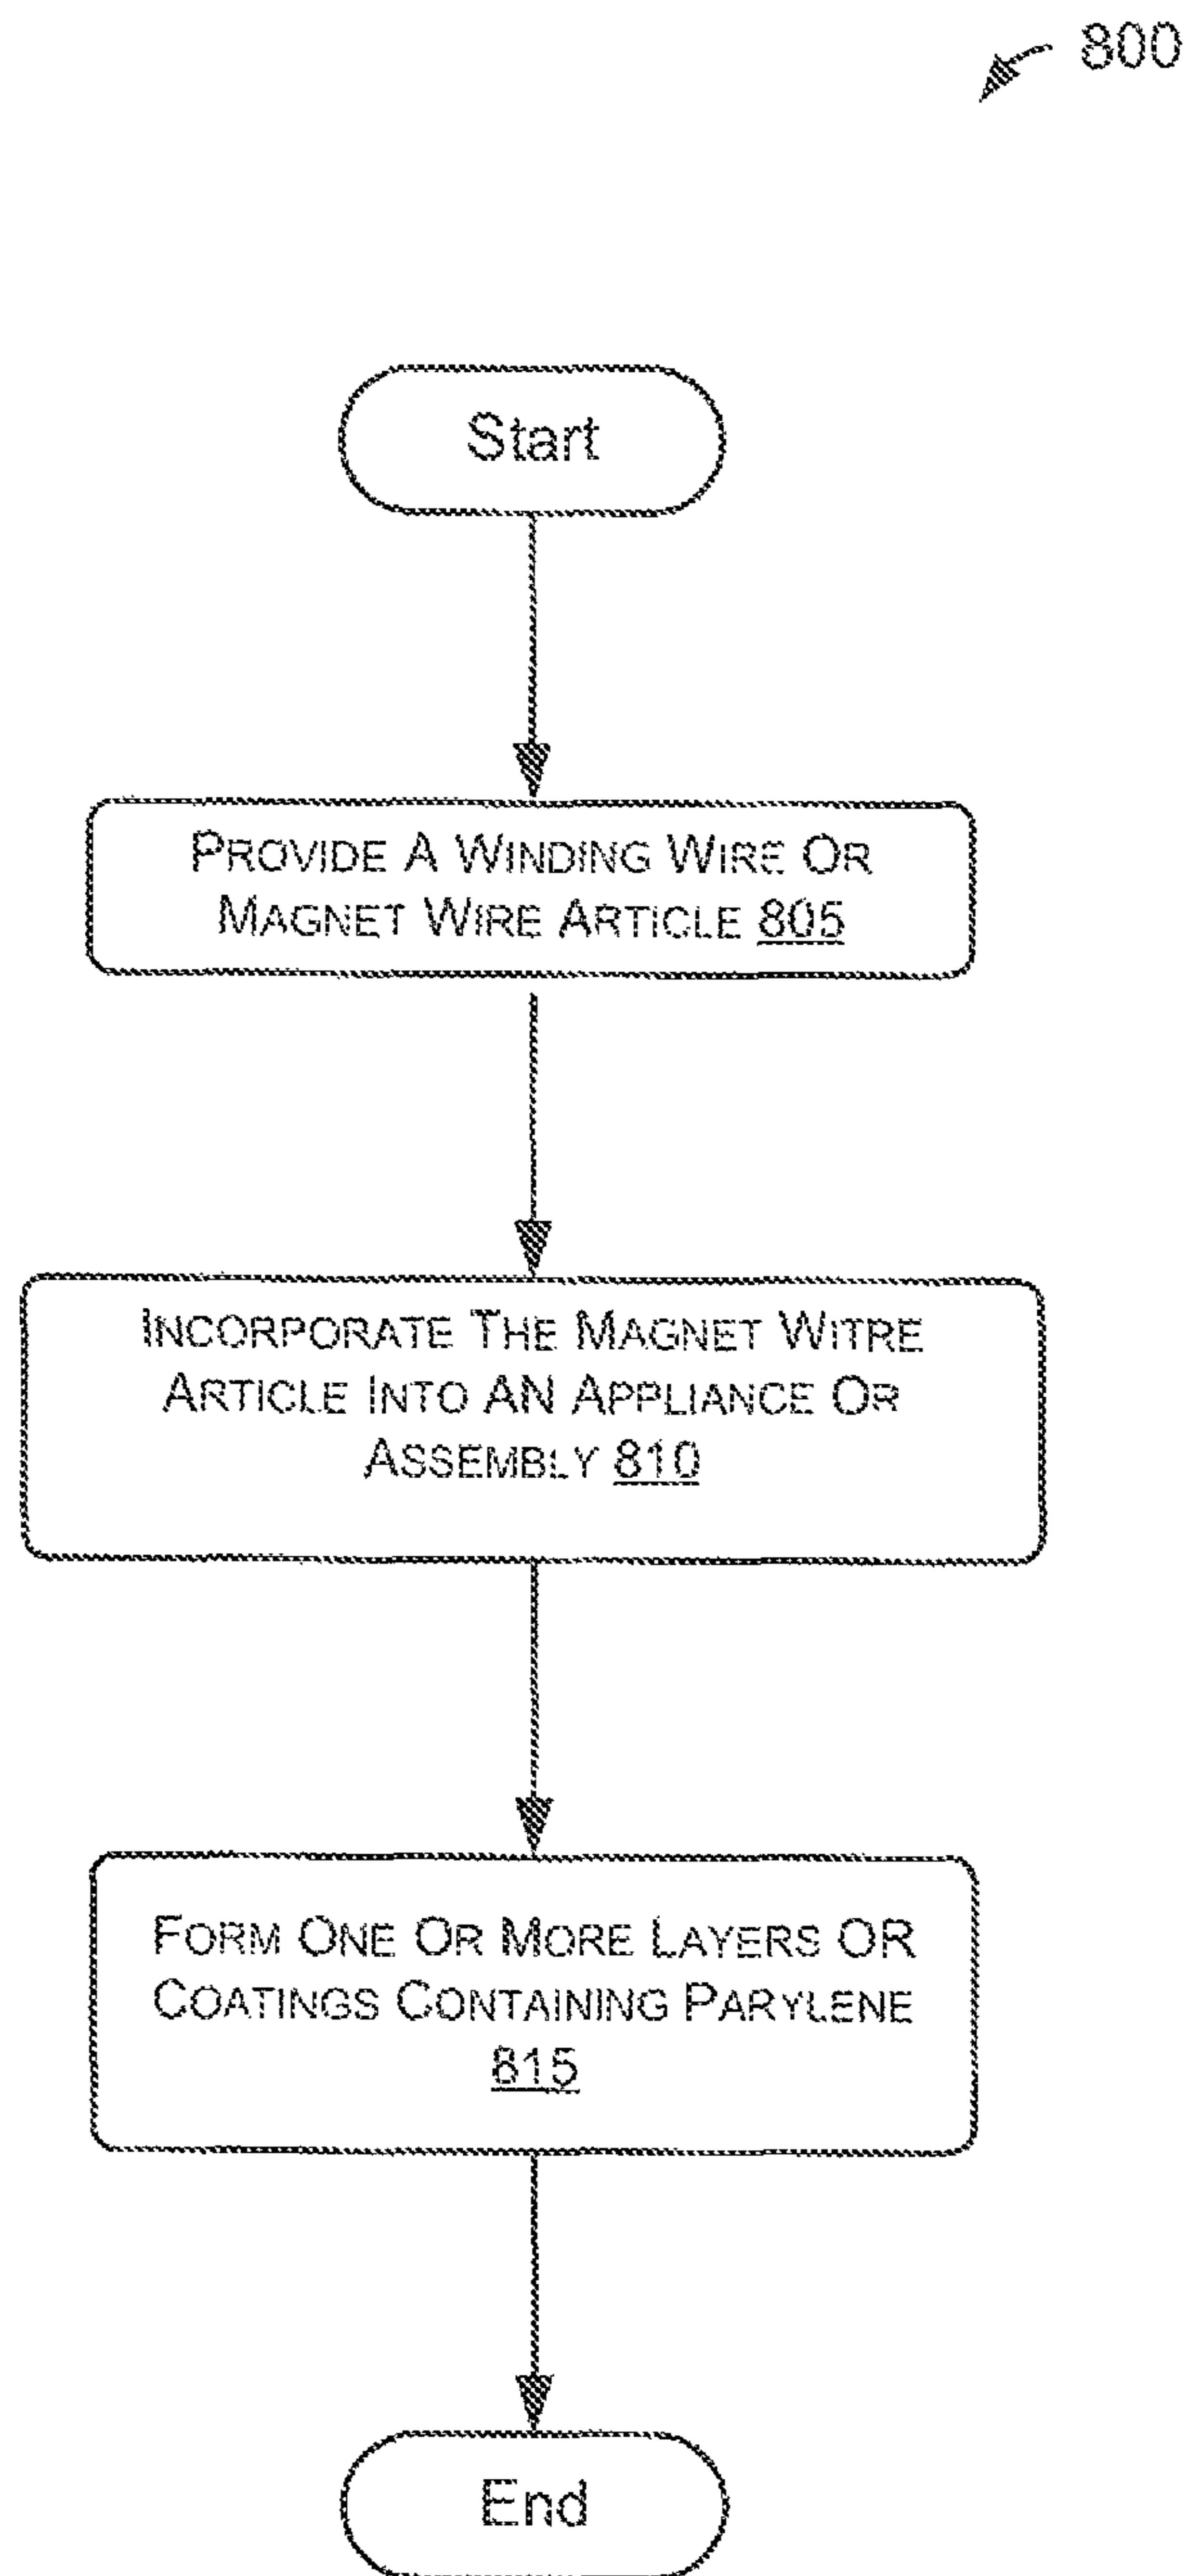 800
Start
PROVIDE A WINDING WIRE OR
MAGNET WIRE ARTICLE 805
INCORPORATE THE MAGNET WITRE
ARTICLE INTO AN APPLIANCE OR
ASSEMBLY 810
FORM ONE OR MORE LAYERS OR
COATINGS CONTAINING PARYLENE
815
End